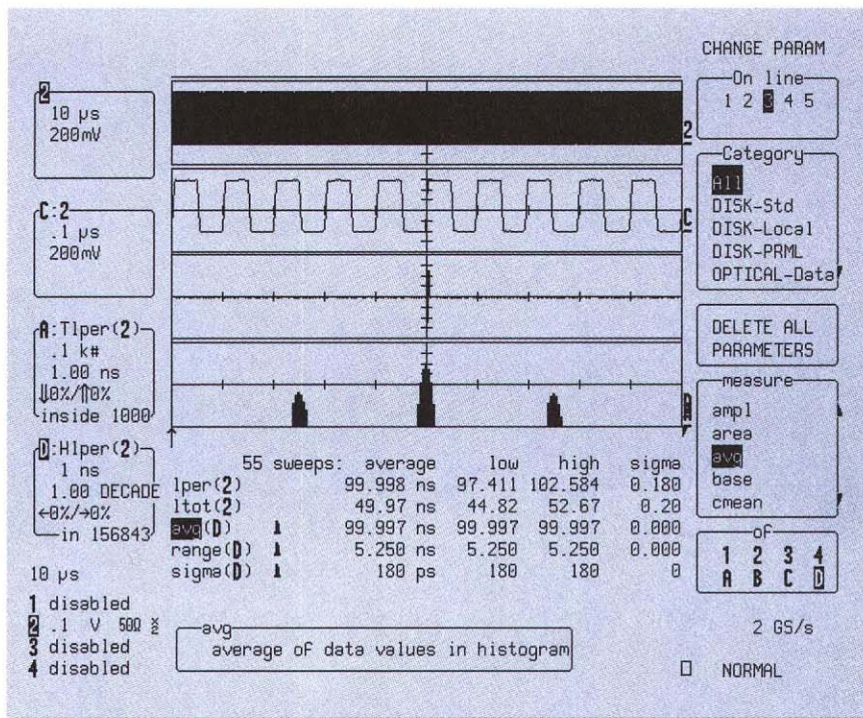 CHANGE PARAM
On line
1 2 3 4 5
2
10 µs
200mV
2
Category
All
DISK-Std
DISK-Local
DISK-PRML
OPTICAL-Data
C:2
.1 µs
200mV
C
DELETE ALL
PARAMETERS
A:Tlper(2)
.1 k#
1.00 ns
⇓0%/⇑0%
inside 1000
measure
ampl
area
avg
base
cmean
D:Hlper(2)
1 ns
1.00 DECADE
←0%/→0%
in 156843
55 sweeps: average low high sigma
lper(2) 99.998 ns 97.411 102.584 0.180
ltot(2) 49.97 ns 44.82 52.67 0.20
avg(D) 99.997 ns 99.997 99.997 0.000
range(D) 5.250 ns 5.250 5.250 0.000
sigma(D) 180 ps 180 180 0
of
1 2 3 4
A B C D
10 µs
1 disabled
2 .1 V 50Ω
3 disabled
4 disabled
avg
average of data values in histogram
2 GS/s
NORMAL